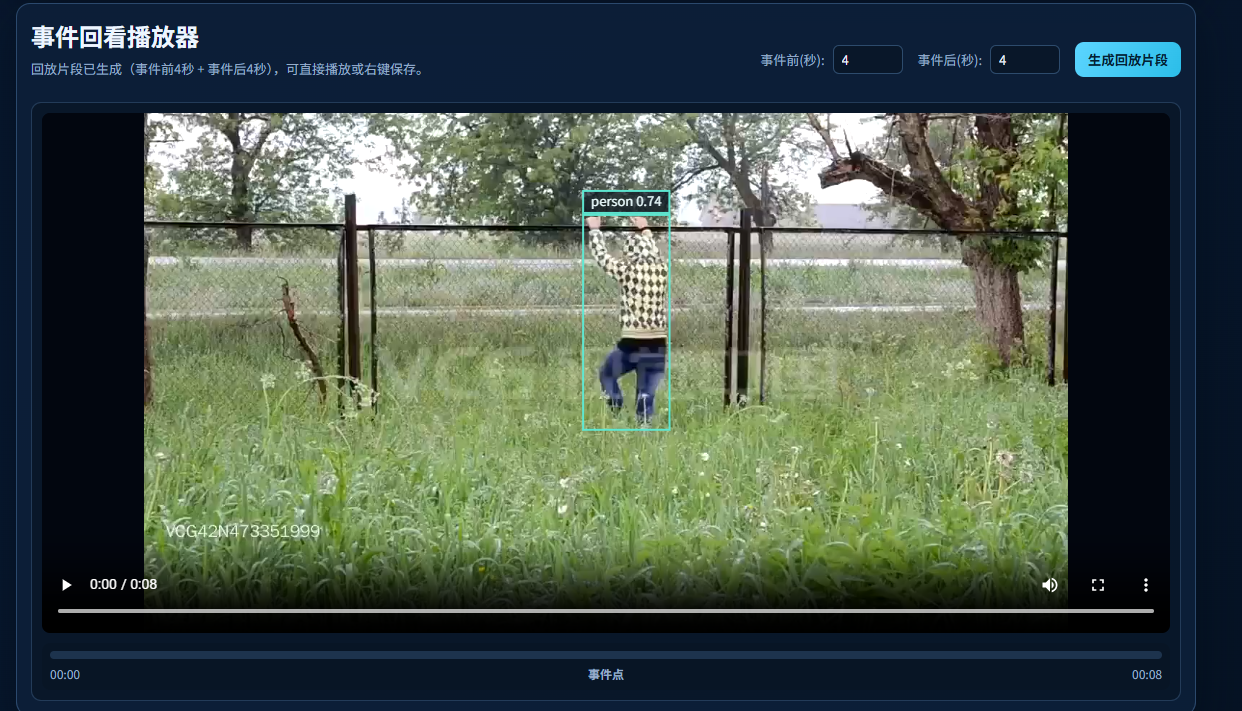 事件回看播放器
回放片段已生成（事件前4秒 + 事件后4秒），可直接播放或右键保存。
事件前(秒): 4 事件后(秒): 4 生成回放片段
person 0.74
VCG42N473351999
0:00 / 0:08
00:00 事件点 00:08